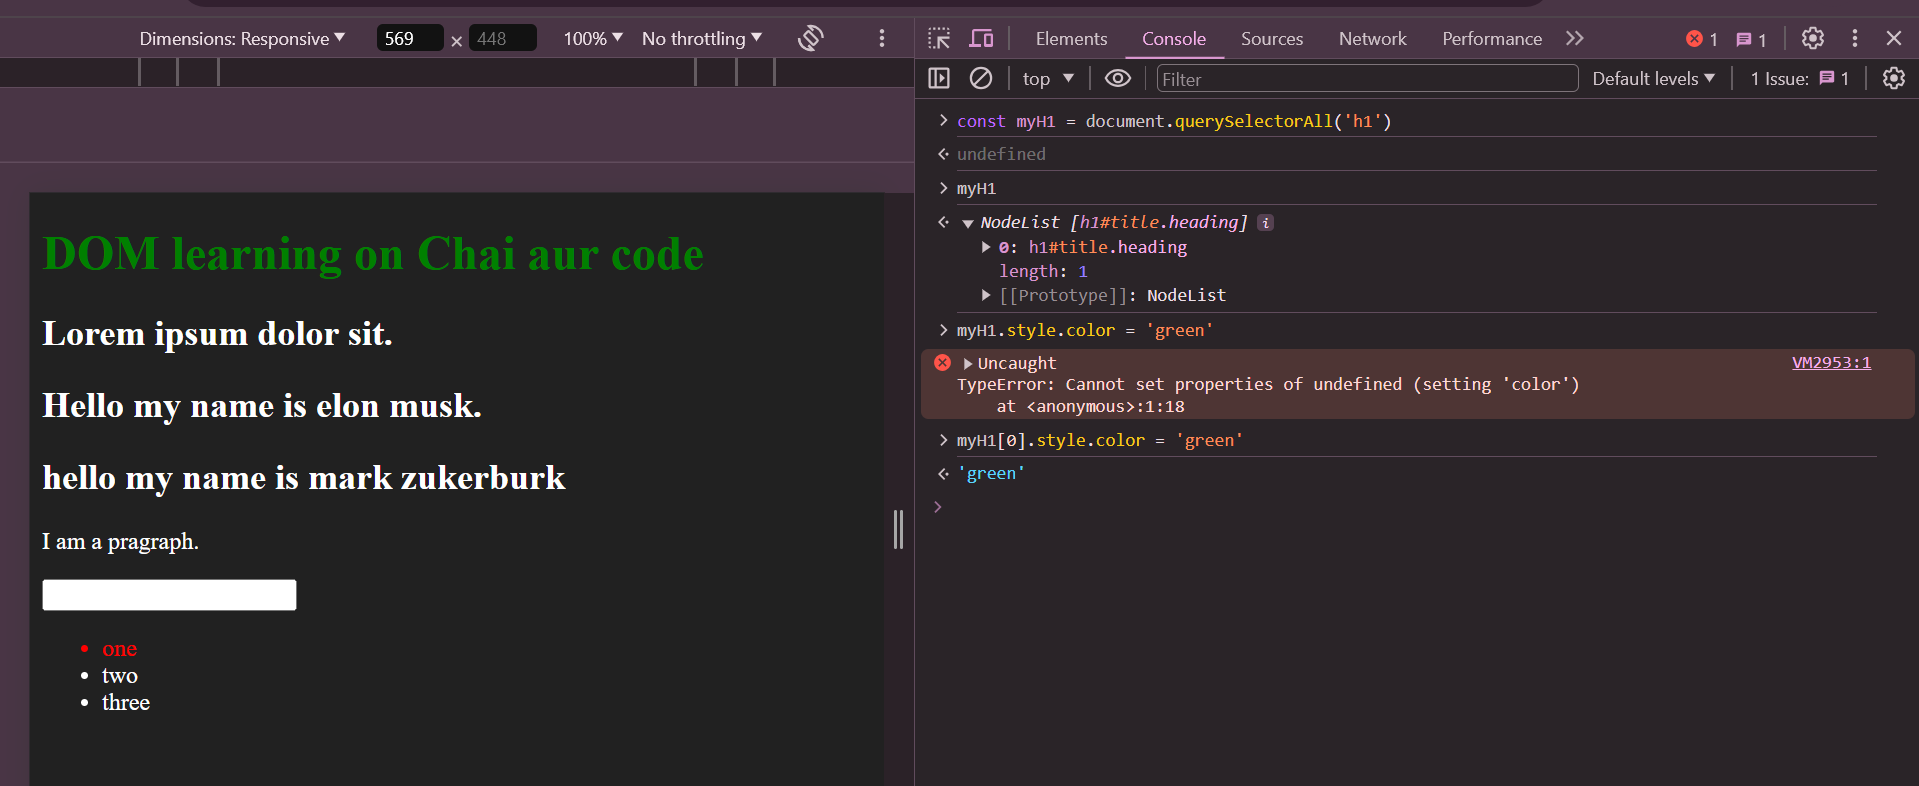 Dimensions: Responsive ▼ 569 × 448 100% ▼ No throttling ▼
Elements Console Sources Network Performance 1 1
top ▼ Filter Default levels ▼ 1 Issue: 1
DOM learning on Chai aur code
Lorem ipsum dolor sit.
Hello my name is elon musk.
hello my name is mark zukerburk
I am a pragraph.
• one
• two
• three
> const myH1 = document.querySelectorAll('h1')
undefined
> myH1
▼ NodeList [h1#title.heading] i
▶ 0: h1#title.heading
length: 1
▶ [[Prototype]]: NodeList
> myH1.style.color = 'green'
▶ Uncaught VM2953:1
TypeError: Cannot set properties of undefined (setting 'color')
at <anonymous>:1:18
> myH1[0].style.color = 'green'
'green'
>